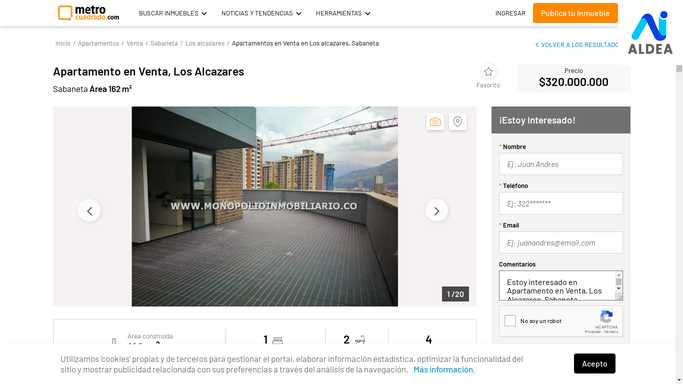 metro
cuadrado.com
BUSCAR INMUEBLES
NOTICIAS Y TENDENCIAS
HERRAMIENTAS
INGRESAR
Publica tu Inmueble
AIDEA
Inicio / Apartamentos / Venta / Sabaneta / Los alcazares / Apartamentos en Venta en Los alcazares, Sabaneta
VOLVER A LOS RESULTADO
Apartamento en Venta, Los Alcazares
Sabaneta Área 162 m²
Favorito
Precio
$320.000.000
WWW.MONOPOLIOINMOBILIARIO.CO
1 /20
¡Estoy interesado!
* Nombre
Ej: Juan Andres
* Teléfono
Ej: 322*******
* Email
Ej: juanandres@email.com
Comentarios
Estoy interesado en
Apartamento en Venta, Los
Alcazares, Sabaneta
No soy un robot
reCAPTCHA
Privacidad - Términos
Área construida
1
2
4
Utilizamos 'cookies' propias y de terceros para gestionar el portal, elaborar información estadística, optimizar la funcionalidad del
sitio y mostrar publicidad relacionada con sus preferencias a través del análisis de la navegación. Más información.
Acepto